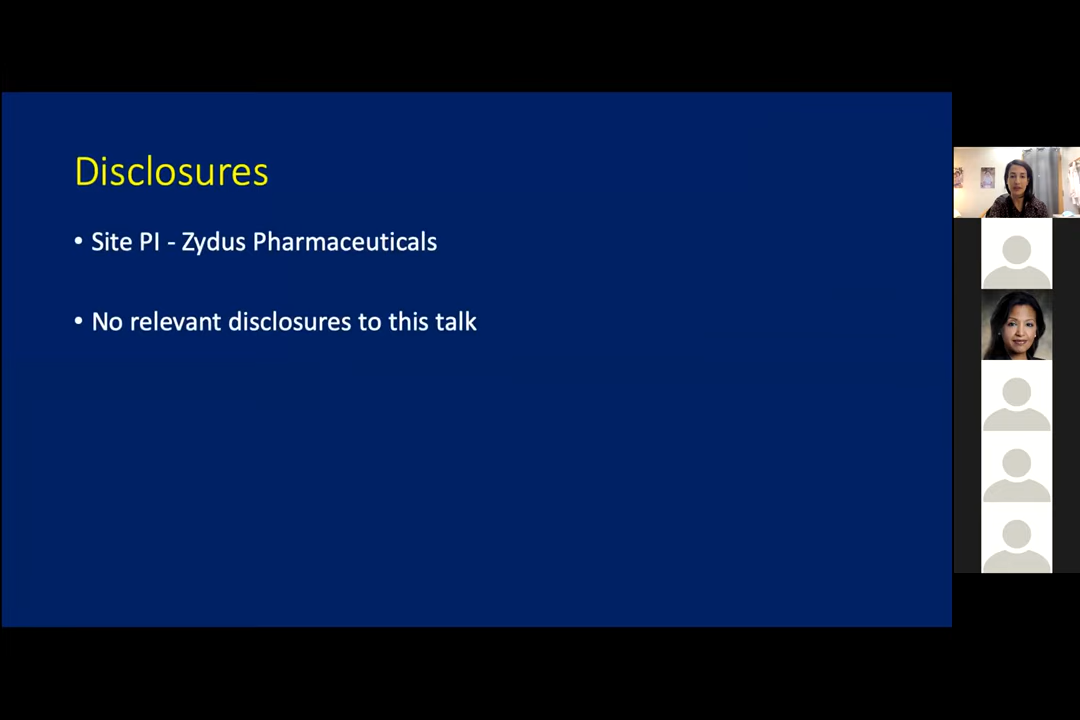 Disclosures
• Site PI - Zydus Pharmaceuticals
• No relevant disclosures to this talk